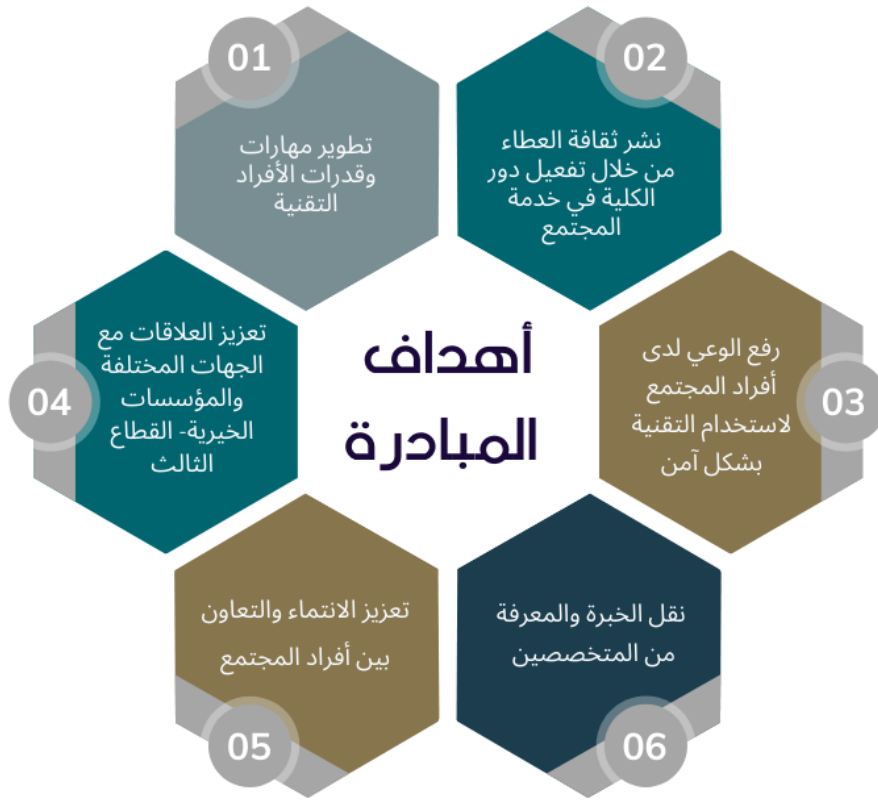 أهداف
المبادرة
01
تطوير مهارات
وقدرات الأفراد
التقنية
02
نشر ثقافة العطاء
من خلال تفعيل دور
الكلية في خدمة
المجتمع
03
رفع الوعي لدى
أفراد المجتمع
لاستخدام التقنية
بشكل آمن
04
تعزيز العلاقات مع
الجهات المختلفة
والمؤسسات
الخيرية- القطاع
الثالث
05
تعزيز الانتماء والتعاون
بين أفراد المجتمع
06
نقل الخبرة والمعرفة
من المتخصصين